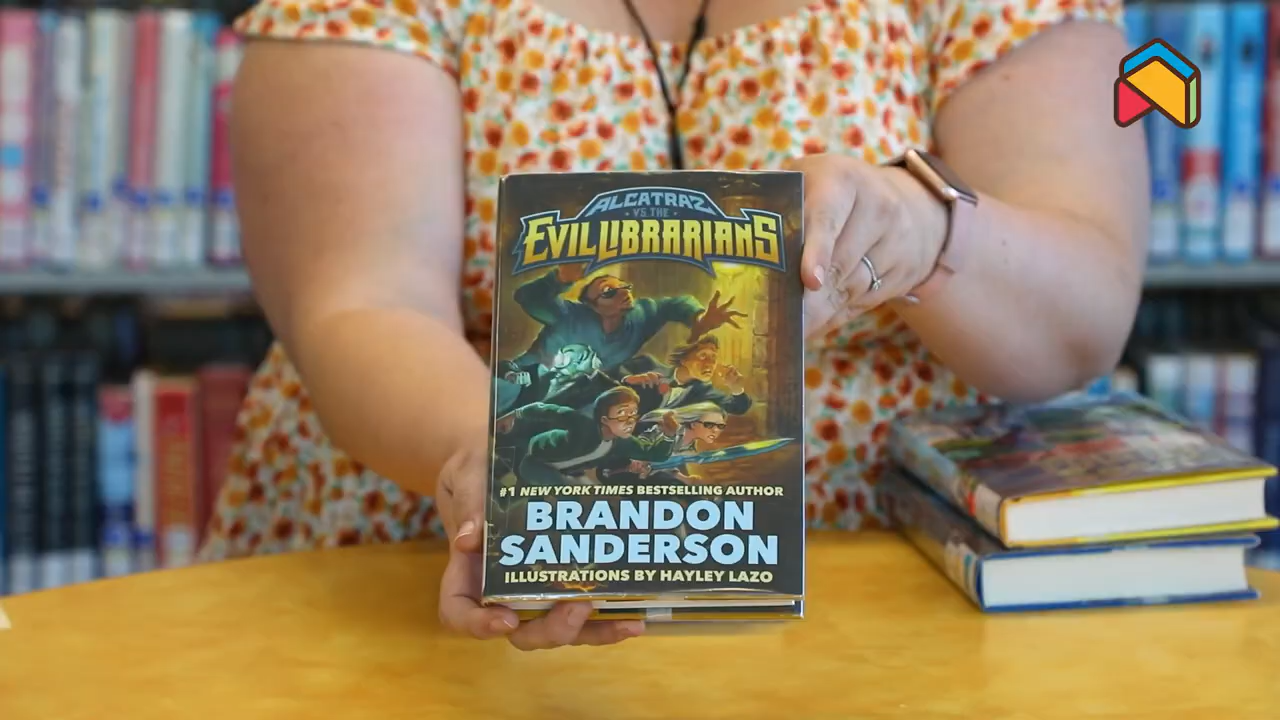 ALCATRAZ
VS. THE
EVIL LIBRARIANS
#1 NEW YORK TIMES BESTSELLING AUTHOR
BRANDON
SANDERSON
ILLUSTRATIONS BY HAYLEY LAZO